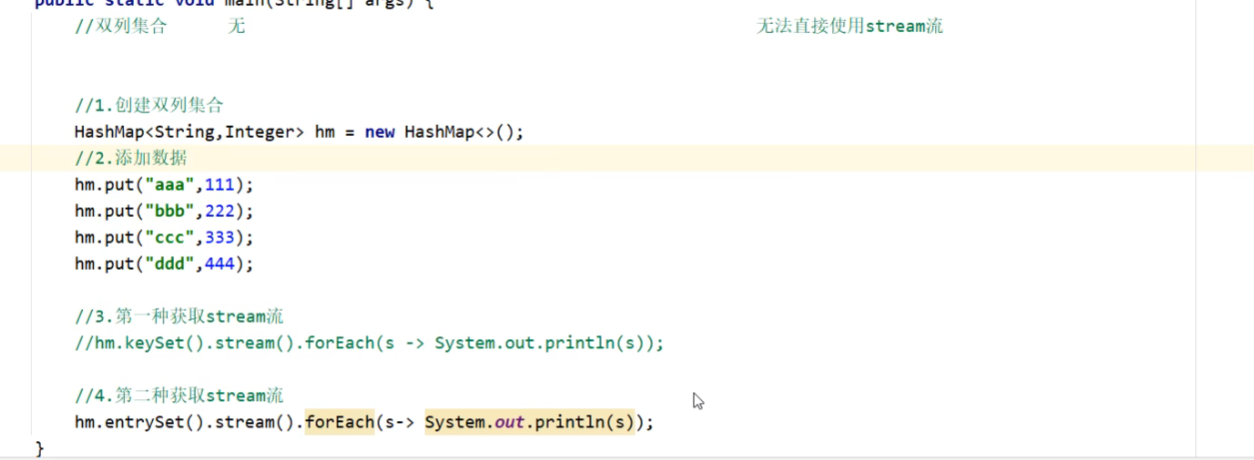 public static void main(String[] args) {
//双列集合 无 无法直接使用stream流
//1.创建双列集合
HashMap<String,Integer> hm = new HashMap<>();
//2.添加数据
hm.put("aaa",111);
hm.put("bbb",222);
hm.put("ccc",333);
hm.put("ddd",444);
//3.第一种获取stream流
//hm.keySet().stream().forEach(s -> System.out.println(s));
//4.第二种获取stream流
hm.entrySet().stream().forEach(s-> System.out.println(s));
}